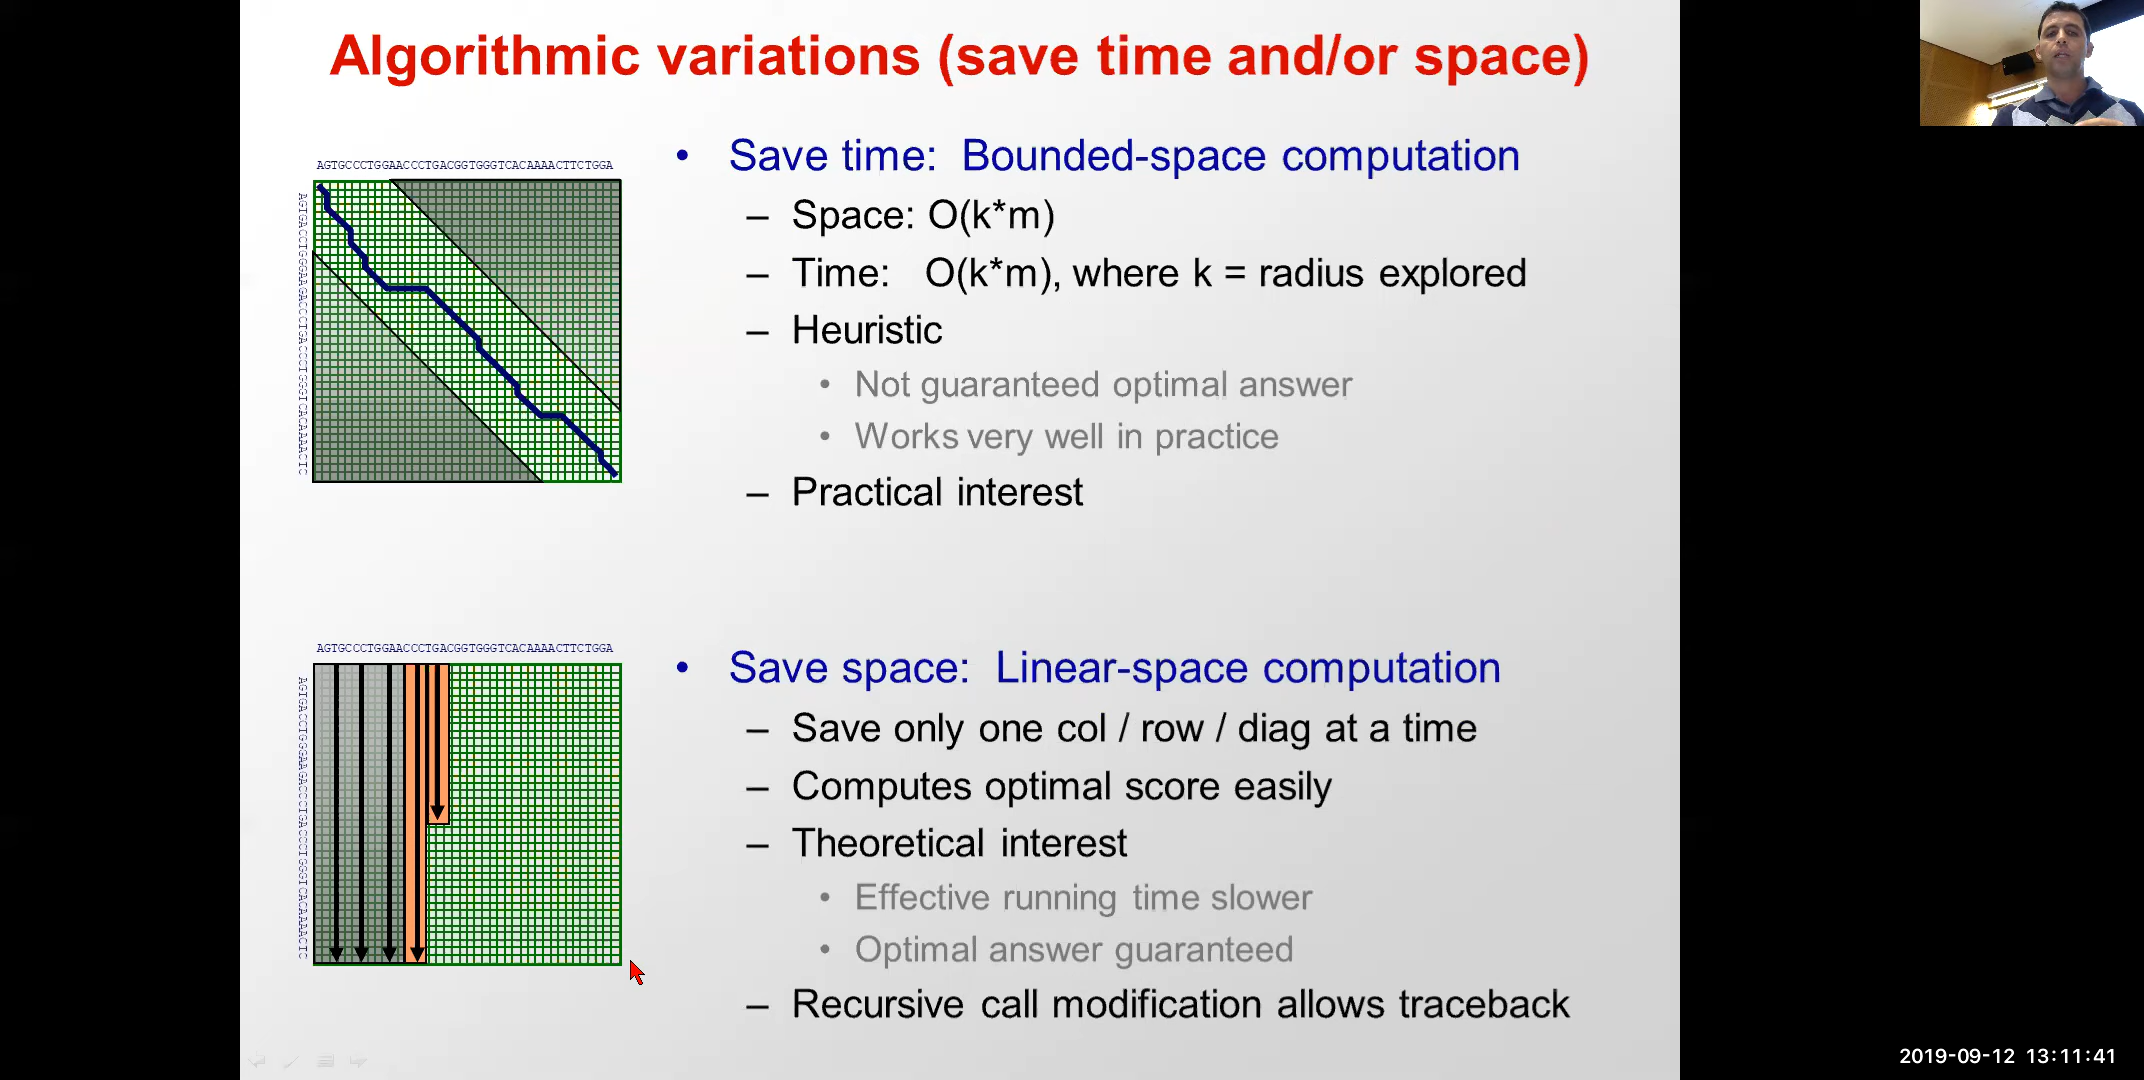 Algorithmic variations (save time and/or space)
AGTGCCCTGGAACCCTGACGGTGGGTCACAAAACTTCTGGA
AGTGACCTGGGAAGACCCTGACCCTGGGTCACAAAACTC
• Save time: Bounded-space computation
– Space: O(k*m)
– Time: O(k*m), where k = radius explored
– Heuristic
• Not guaranteed optimal answer
• Works very well in practice
– Practical interest
AGTGCCCTGGAACCCTGACGGTGGGTCACAAAACTTCTGGA
AGTGACCTGGGAAGACCCTGACCCTGGGTCACAAAACTC
• Save space: Linear-space computation
– Save only one col / row / diag at a time
– Computes optimal score easily
– Theoretical interest
• Effective running time slower
• Optimal answer guaranteed
– Recursive call modification allows traceback
2019-09-12 13:11:41